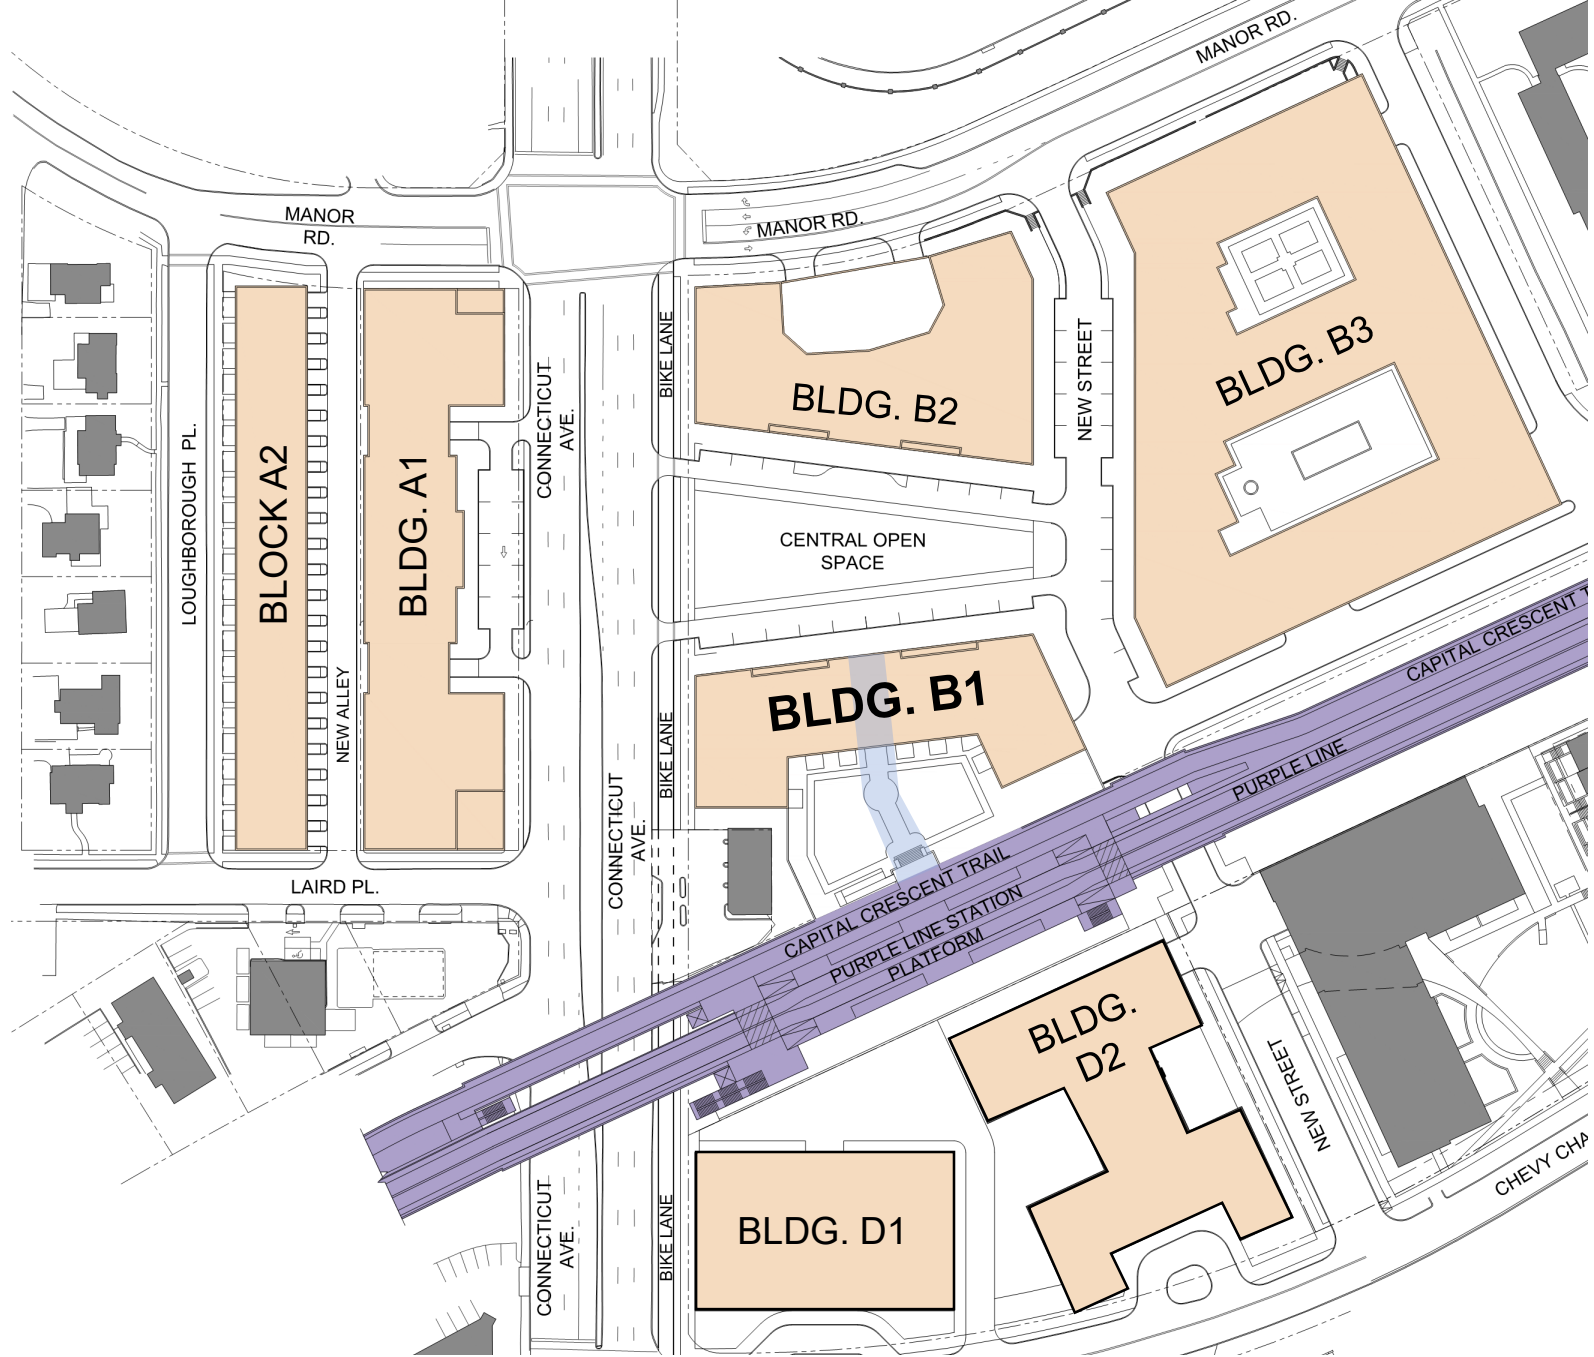 MANOR RD.
MANOR
RD.
MANOR RD.
BLOCK A2
BLDG. A1
LOUGHBOROUGH PL.
NEW ALLEY
CONNECTICUT
AVE.
BIKE LANE
BLDG. B2
NEW STREET
BLDG. B3
CENTRAL OPEN
SPACE
BLDG. B1
BIKE LANE
CONNECTICUT
AVE.
LAIRD PL.
CAPITAL CRESCENT T
PURPLE LINE
CAPITAL CRESCENT TRAIL
PURPLE LINE STATION
PLATFORM
BLDG.
D2
NEW STREET
CHEVY CHA
BLDG. D1
BIKE LANE
CONNECTICUT
AVE.